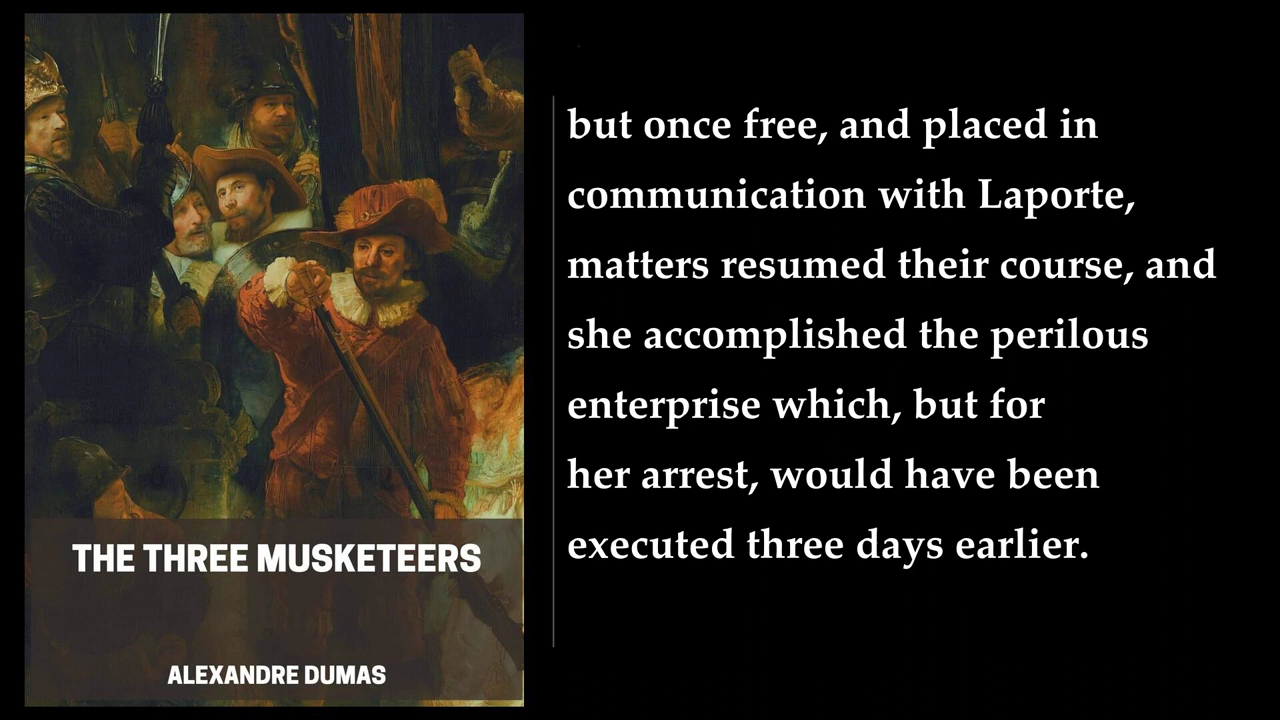 THE THREE MUSKETEERS
ALEXANDRE DUMAS
but once free, and placed in
communication with Laporte,
matters resumed their course, and
she accomplished the perilous
enterprise which, but for
her arrest, would have been
executed three days earlier.